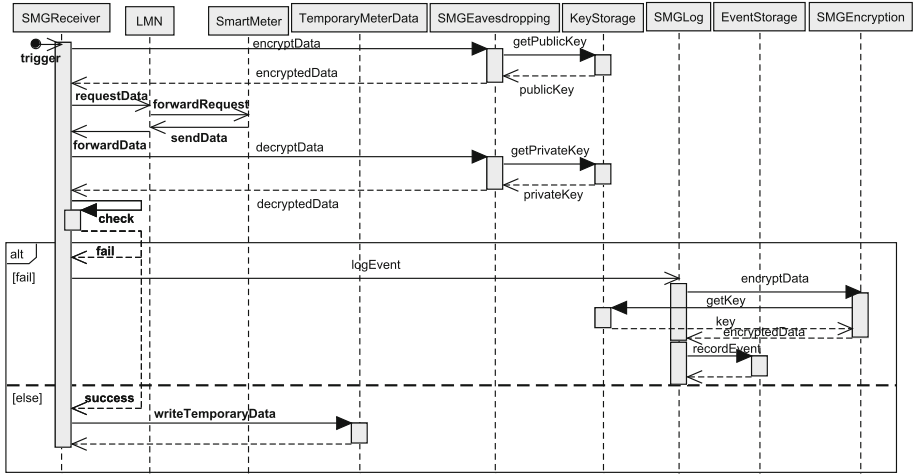 SMGReceiver LMN SmartMeter TemporaryMeterData SMGEavesdropping KeyStorage SMGLog EventStorage SMGEncryption
trigger
encryptData
getPublicKey
encryptedData
publicKey
requestData
forwardRequest
sendData
forwardData
decryptData
getPrivateKey
privateKey
decryptedData
check
alt
fail
[fail]
logEvent
encryptData
getKey
key
encryptedData
recordEvent
[else]
success
writeTemporaryData